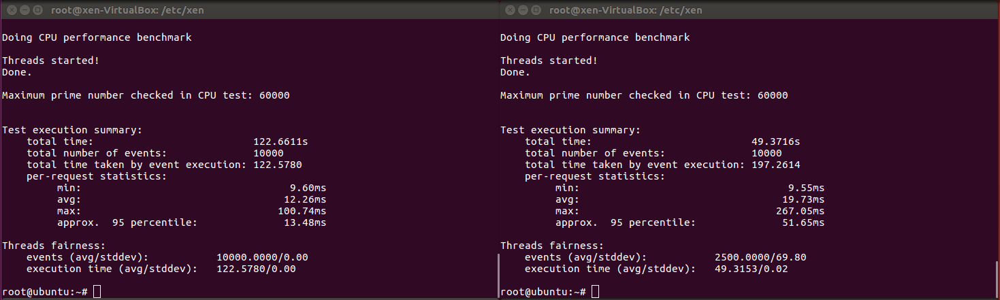 root@xen-VirtualBox: /etc/xen
Doing CPU performance benchmark
Threads started!
Done.
Maximum prime number checked in CPU test: 60000
Test execution summary:
total time: 122.6611s
total number of events: 10000
total time taken by event execution: 122.5780
per-request statistics:
min: 9.60ms
avg: 12.26ms
max: 100.74ms
approx. 95 percentile: 13.48ms
Threads fairness:
events (avg/stddev): 10000.0000/0.00
execution time (avg/stddev): 122.5780/0.00
root@ubuntu:~#
root@xen-VirtualBox: /etc/xen
Doing CPU performance benchmark
Threads started!
Done.
Maximum prime number checked in CPU test: 60000
Test execution summary:
total time: 49.3716s
total number of events: 10000
total time taken by event execution: 197.2614
per-request statistics:
min: 9.55ms
avg: 19.73ms
max: 267.05ms
approx. 95 percentile: 51.65ms
Threads fairness:
events (avg/stddev): 2500.0000/69.80
execution time (avg/stddev): 49.3153/0.02
root@ubuntu:~#